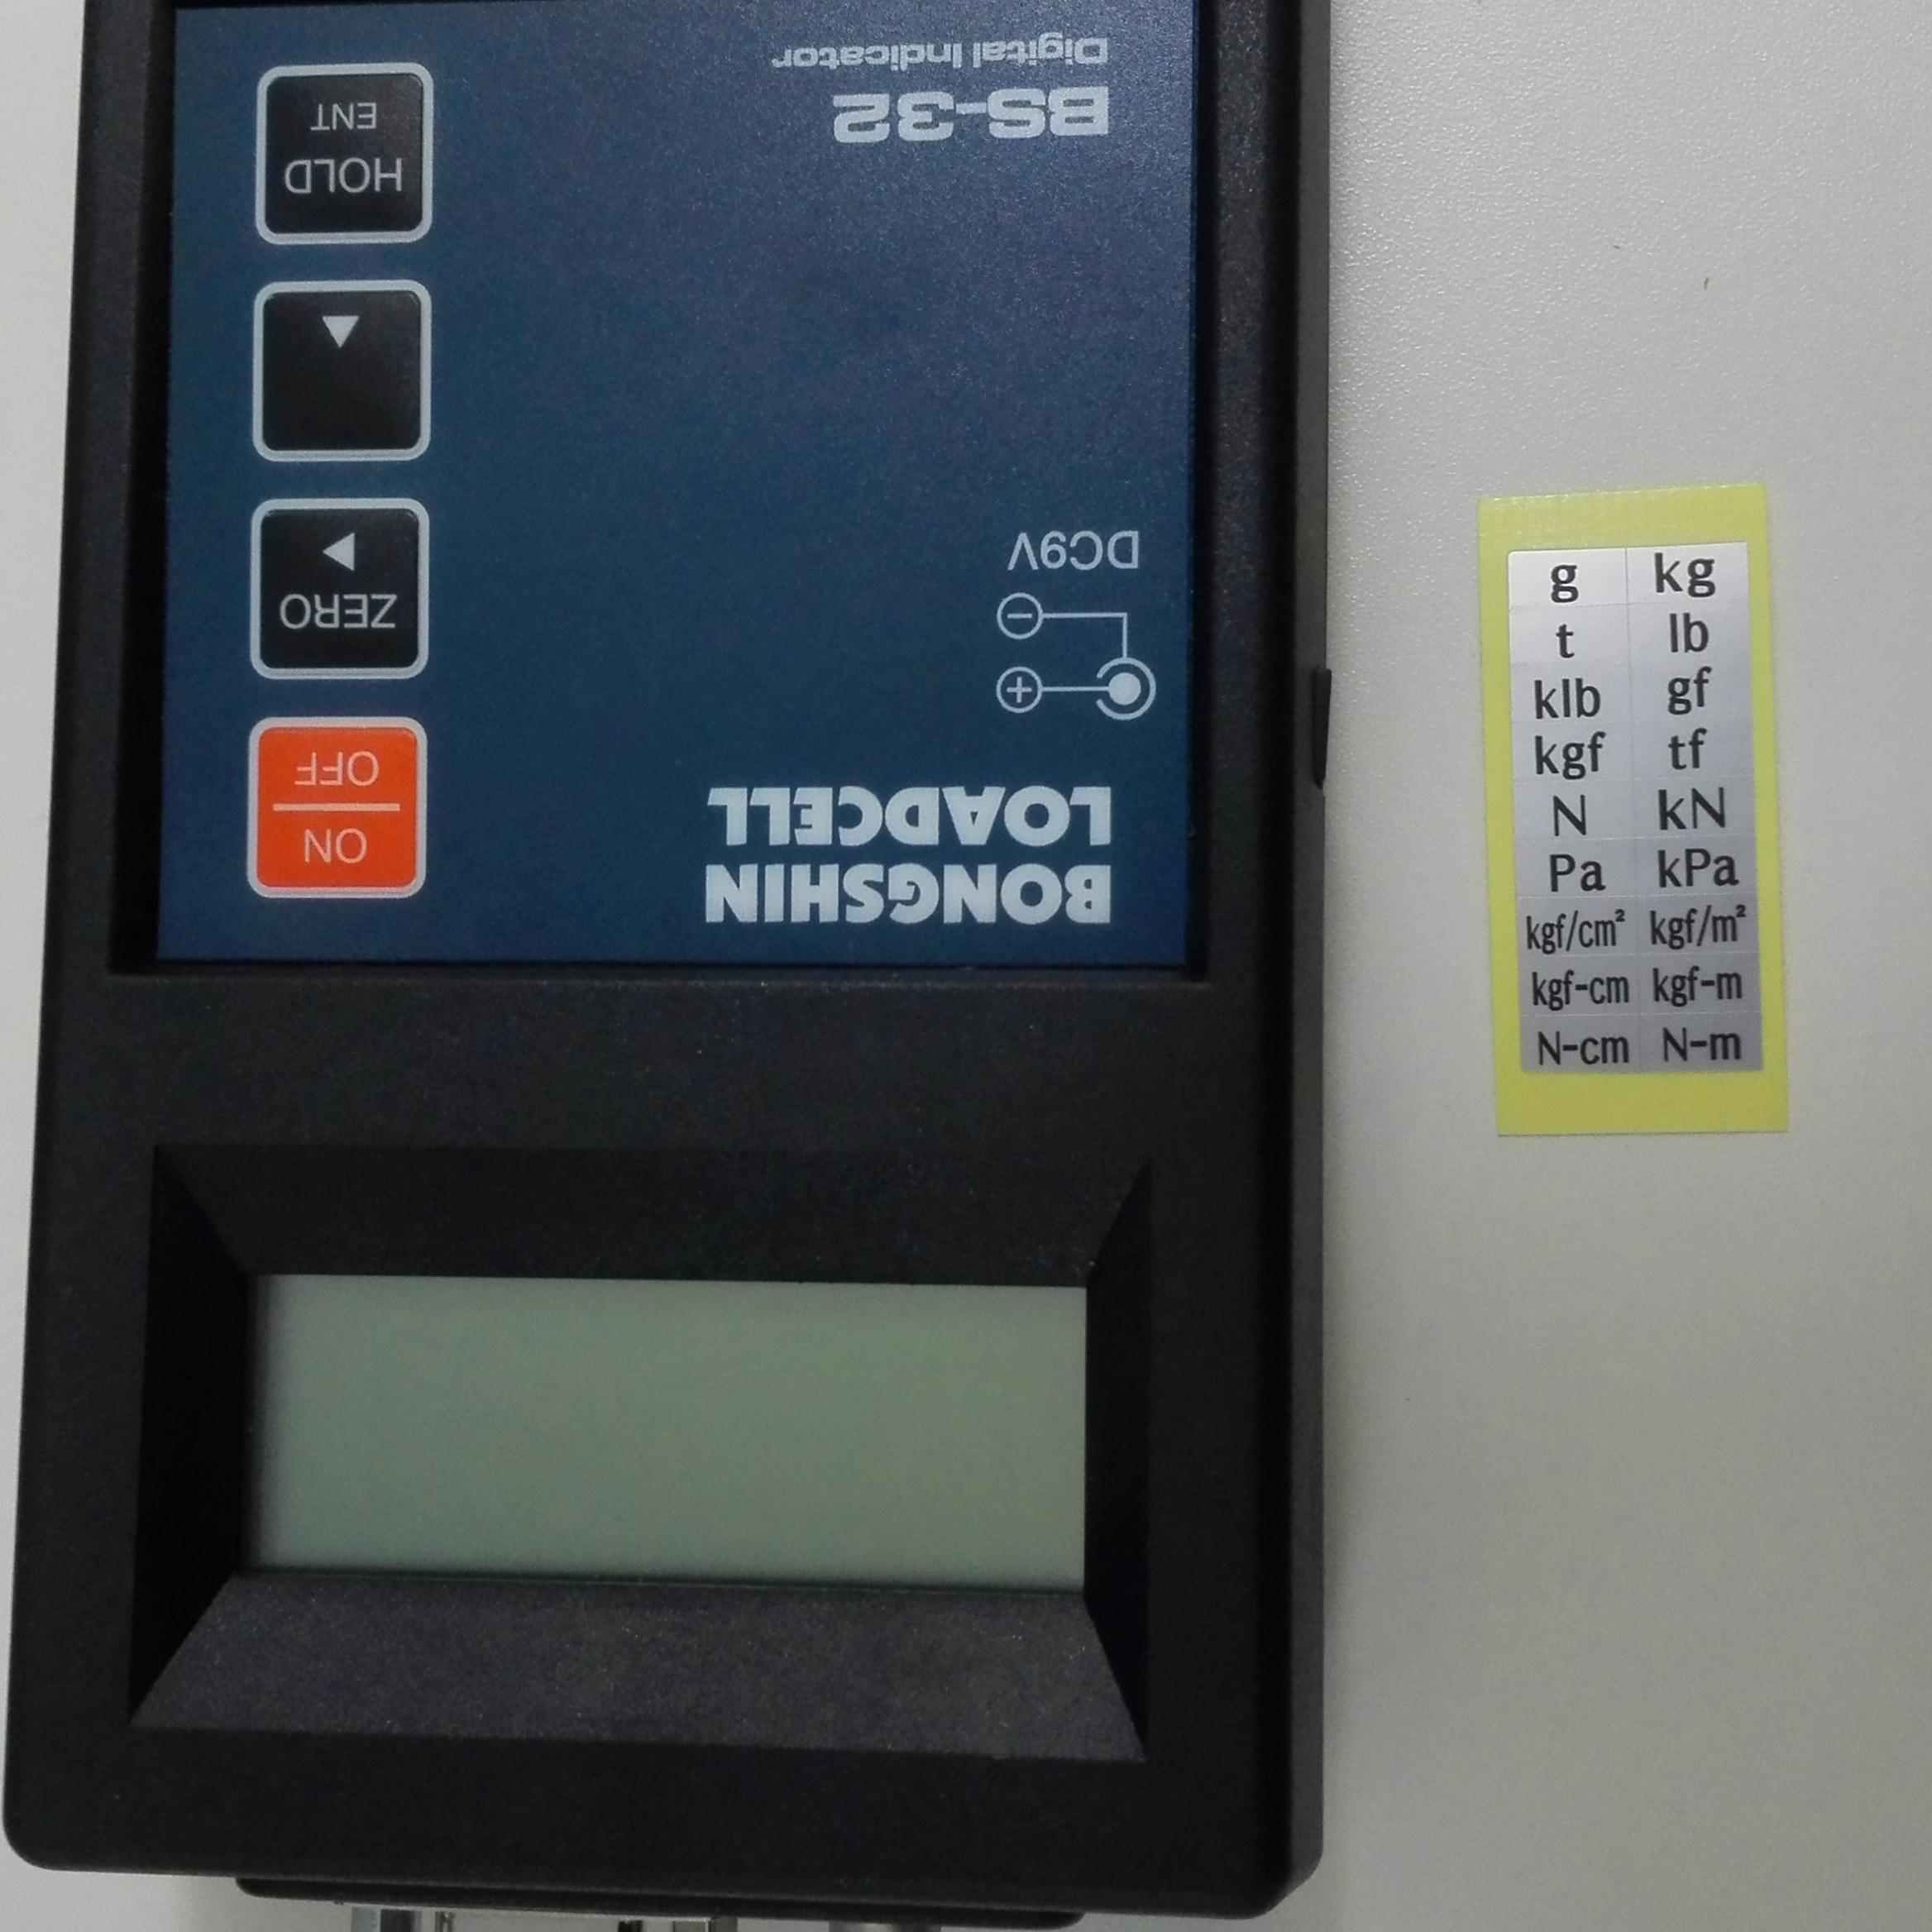 BONGSHIN
LOADCELL
ON
OFF
DC9V
ZERO
HOLD
ENT
BS-32
Digital Indicator
g kg
t lb
klb gf
kgf tf
N kN
Pa kPa
kgf/cm² kgf/m²
kgf-cm kgf-m
N-cm N-m